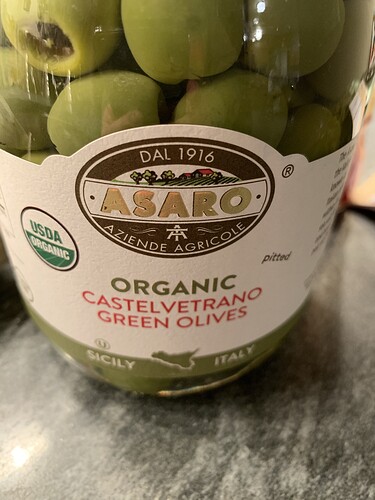 DAL 1916
ASARO
®
AZIENDE AGRICOLE
USDA
ORGANIC
pitted
ORGANIC
CASTELVETRANO
GREEN OLIVES
U
SICILY ITALY